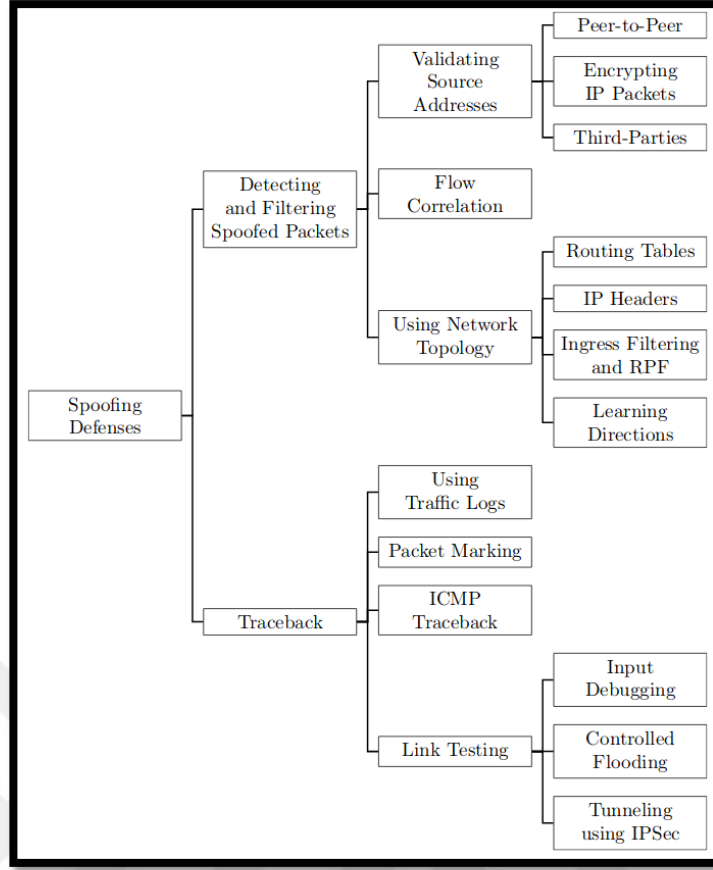 Spoofing
Defenses
Detecting
and Filtering
Spoofed Packets
Validating
Source
Addresses
Peer-to-Peer
Encrypting
IP Packets
Third-Parties
Flow
Correlation
Using Network
Topology
Routing Tables
IP Headers
Ingress Filtering
and RPF
Learning
Directions
Traceback
Using
Traffic Logs
Packet Marking
ICMP
Traceback
Link Testing
Input
Debugging
Controlled
Flooding
Tunneling
using IPSec